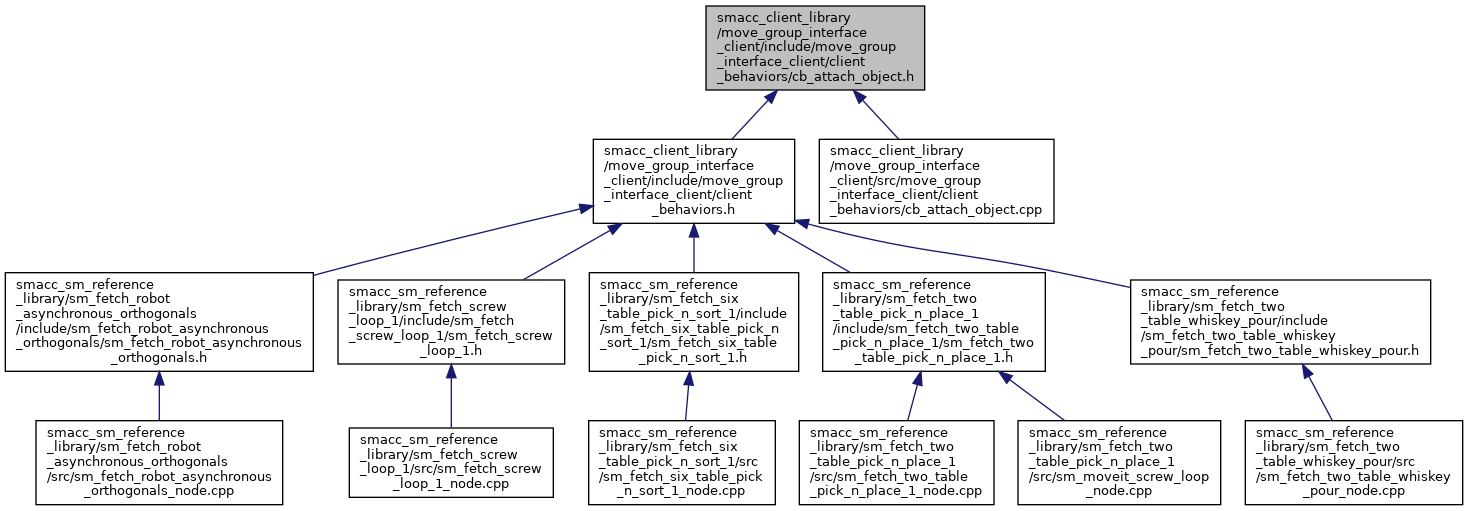 smacc_client_library
/move_group_interface
_client/include/move_group
_interface_client/client
_behaviors/cb_attach_object.h
smacc_client_library
/move_group_interface
_client/include/move_group
_interface_client/client
_behaviors.h
smacc_client_library
/move_group_interface
_client/src/move_group
_interface_client/client
_behaviors/cb_attach_object.cpp
smacc_sm_reference
_library/sm_fetch_robot
_asynchronous_orthogonals
/include/sm_fetch_robot_asynchronous
_orthogonals/sm_fetch_robot_asynchronous
_orthogonals.h
smacc_sm_reference
_library/sm_fetch_screw
_loop_1/include/sm_fetch
_screw_loop_1/sm_fetch_screw
_loop_1.h
smacc_sm_reference
_library/sm_fetch_six
_table_pick_n_sort_1/include
/sm_fetch_six_table_pick_n
_sort_1/sm_fetch_six_table
_pick_n_sort_1.h
smacc_sm_reference
_library/sm_fetch_two
_table_pick_n_place_1
/include/sm_fetch_two_table
_pick_n_place_1/sm_fetch_two
_table_pick_n_place_1.h
smacc_sm_reference
_library/sm_fetch_two
_table_whiskey_pour/include
/sm_fetch_two_table_whiskey
_pour/sm_fetch_two_table_whiskey_pour.h
smacc_sm_reference
_library/sm_fetch_robot
_asynchronous_orthogonals
/src/sm_fetch_robot_asynchronous
_orthogonals_node.cpp
smacc_sm_reference
_library/sm_fetch_screw
_loop_1/src/sm_fetch_screw
_loop_1_node.cpp
smacc_sm_reference
_library/sm_fetch_six
_table_pick_n_sort_1/src
/sm_fetch_six_table_pick
_n_sort_1_node.cpp
smacc_sm_reference
_library/sm_fetch_two
_table_pick_n_place_1
/src/sm_fetch_two_table
_pick_n_place_1_node.cpp
smacc_sm_reference
_library/sm_fetch_two
_table_pick_n_place_1
/src/sm_moveit_screw_loop
_node.cpp
smacc_sm_reference
_library/sm_fetch_two
_table_whiskey_pour/src
/sm_fetch_two_table_whiskey
_pour_node.cpp